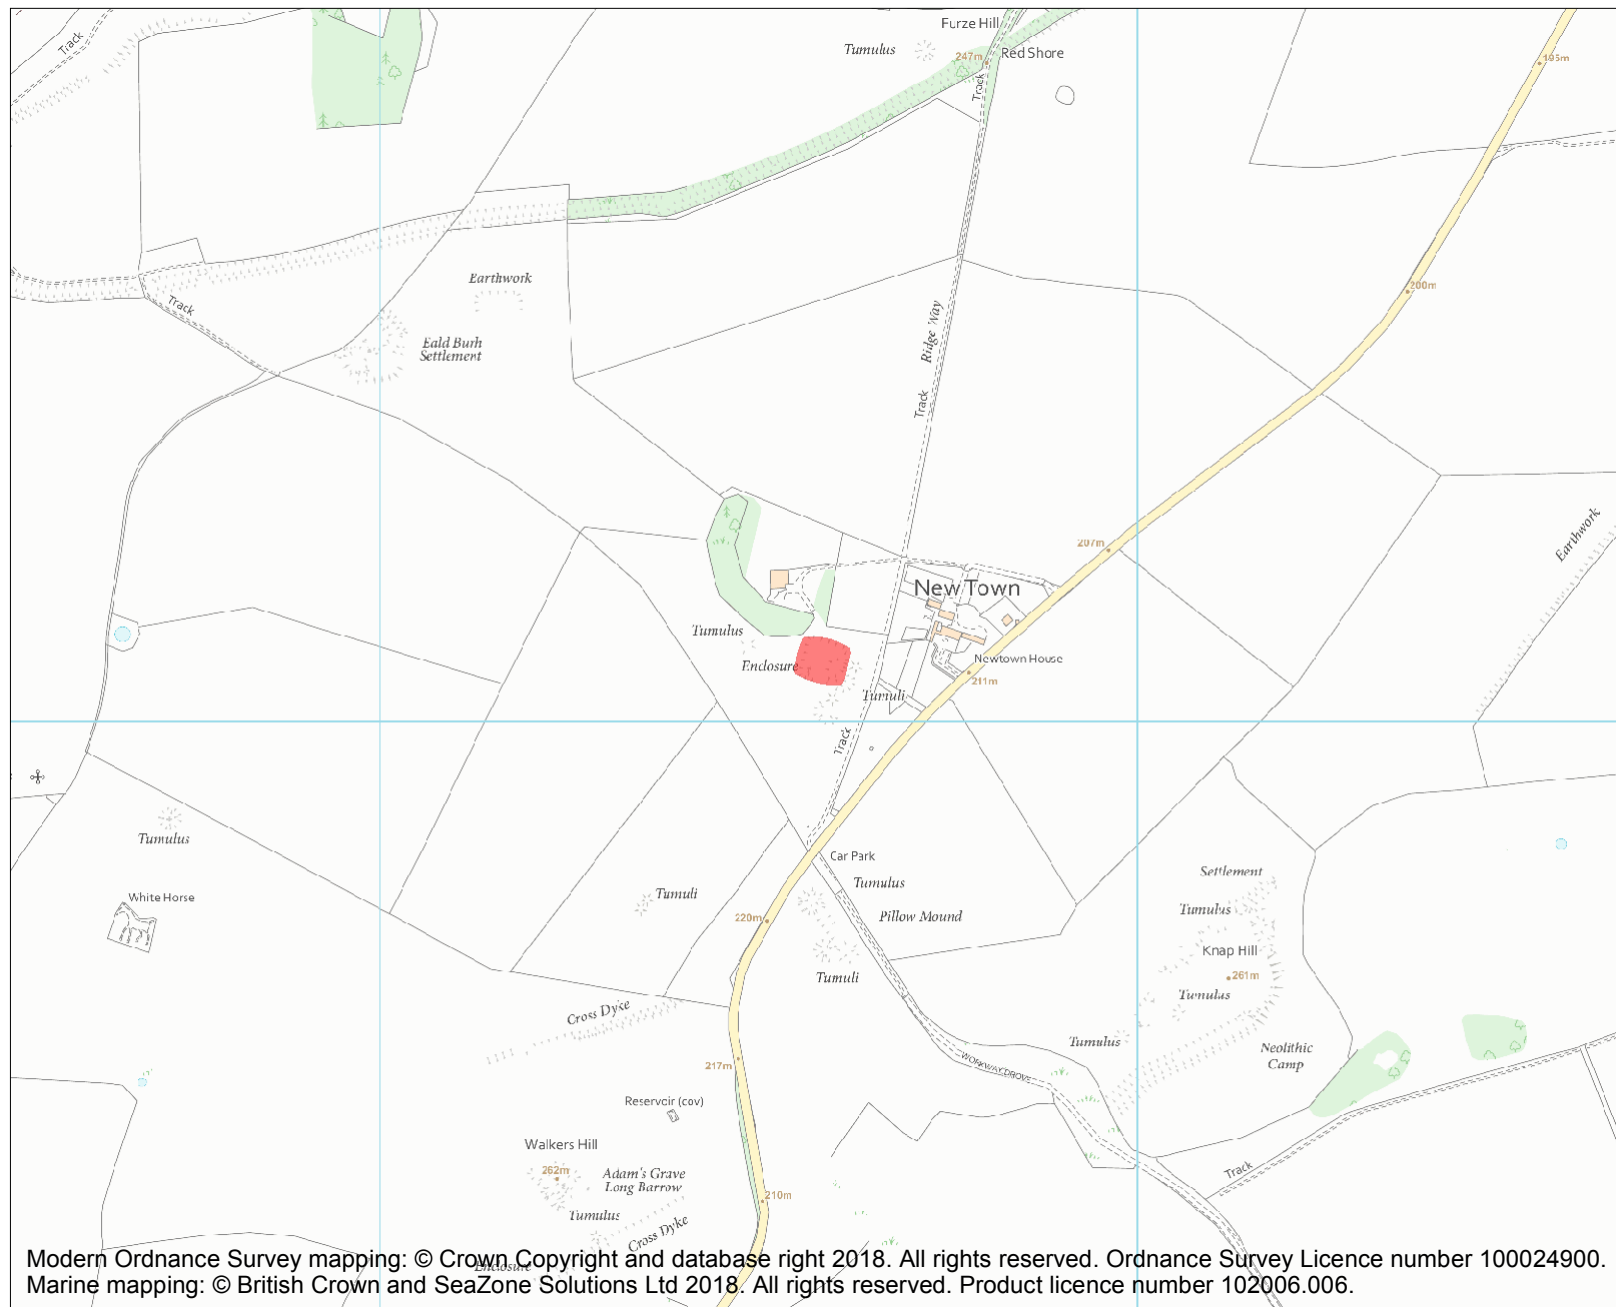 Furze Hill
Track
Tumulus
247m
Red Shore
195m
Track
Earthwork
Track
200m
Eald Burh
Settlement
Ridge Way
Track
Earthwork
207m
New Town
Tumulus
Enclosure
Newtown House
211m
Tumuli
Track
Tumulus
Car Park
Settlement
Tumulus
White Horse
Tumuli
Tumulus
220m
Pillow Mound
Knap Hill
261m
Tumuli
Tumulus
Cross Dyke
Tumulus
Neolithic
Camp
217m
WORKWAY DROVE
Reservoir (cov)
Walkers Hill
262m
Adam's Grave
Long Barrow
Track
210m
Tumulus
Cross Dyke
Enclosure
Modern Ordnance Survey mapping: © Crown Copyright and database right 2018. All rights reserved. Ordnance Survey Licence number 100024900.
Marine mapping: © British Crown and SeaZone Solutions Ltd 2018. All rights reserved. Product licence number 102006.006.